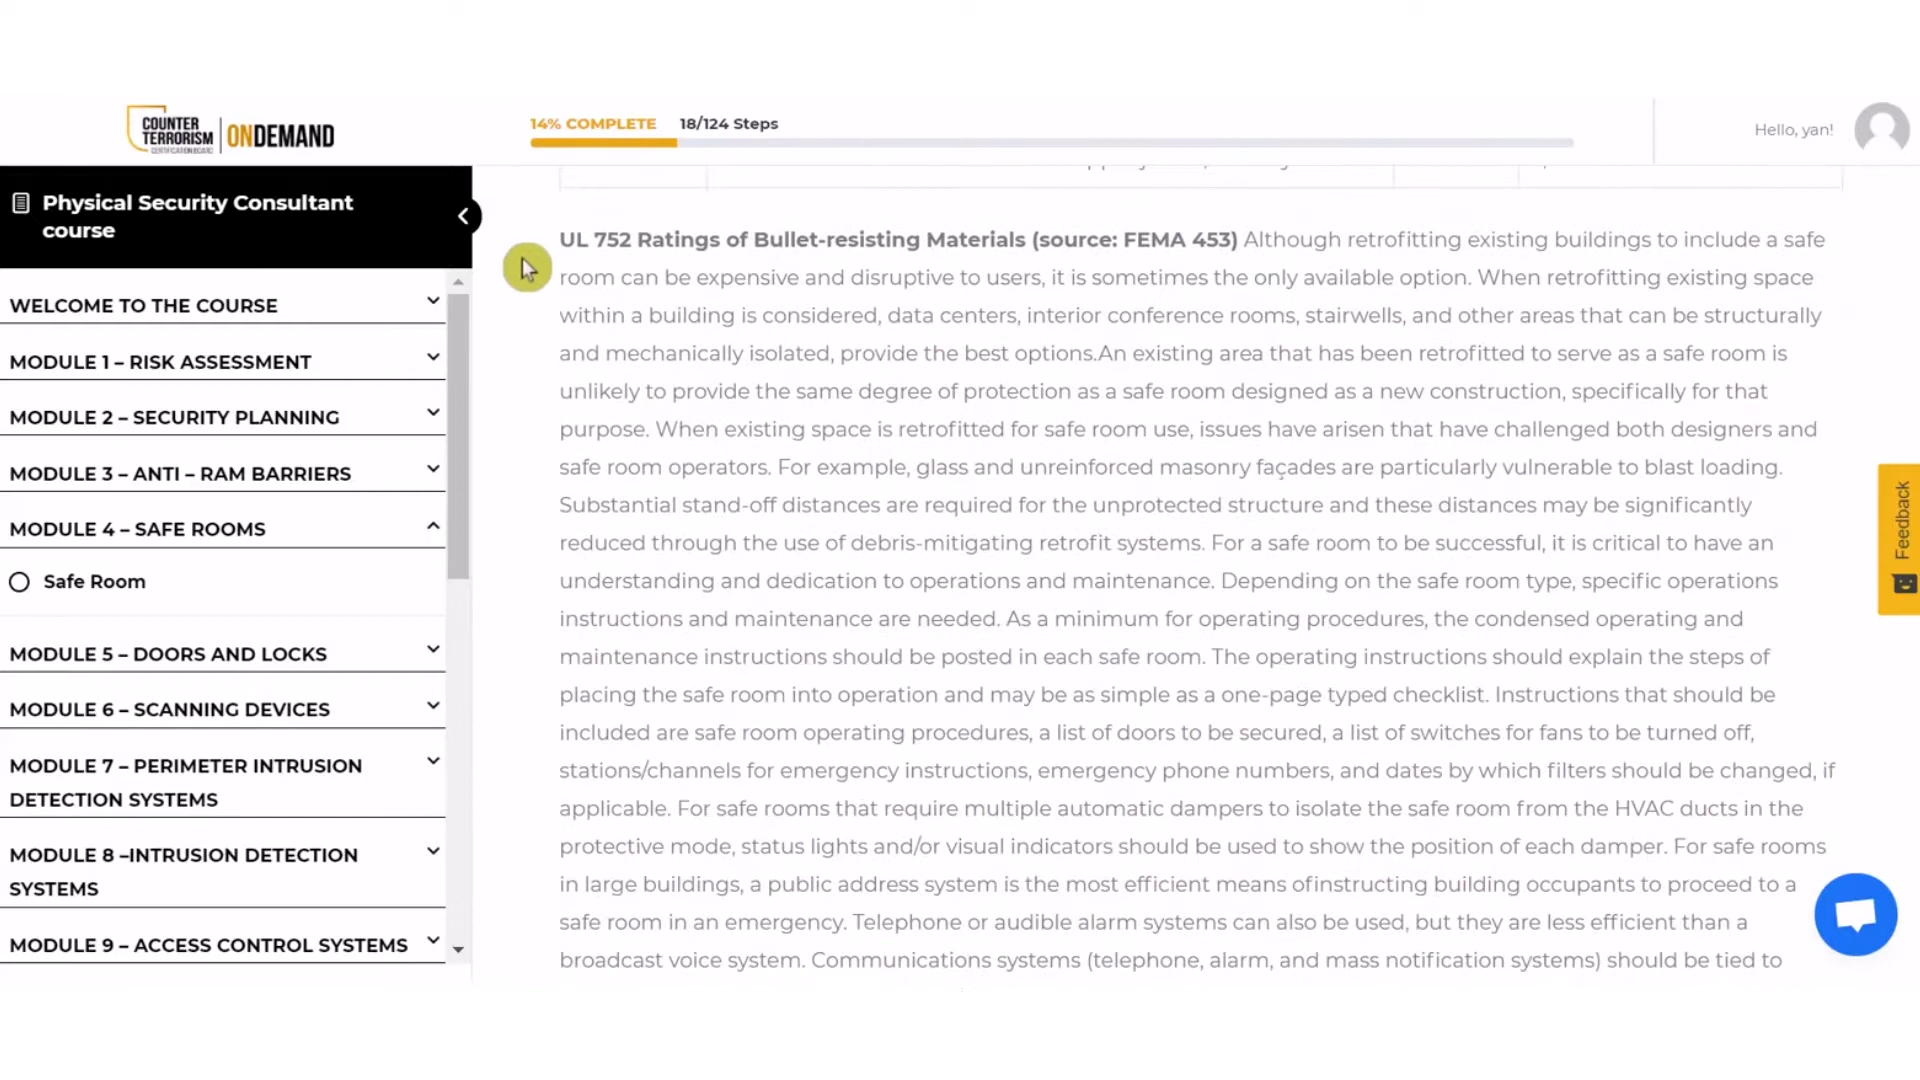 COUNTER
TERRORISM
CERTIFICATION BOARD
ONDEMAND
14% COMPLETE 18/124 Steps
Hello, yan!
Physical Security Consultant
course
WELCOME TO THE COURSE
MODULE 1 – RISK ASSESSMENT
MODULE 2 – SECURITY PLANNING
MODULE 3 – ANTI – RAM BARRIERS
MODULE 4 – SAFE ROOMS
Safe Room
MODULE 5 – DOORS AND LOCKS
MODULE 6 – SCANNING DEVICES
MODULE 7 – PERIMETER INTRUSION
DETECTION SYSTEMS
MODULE 8 –INTRUSION DETECTION
SYSTEMS
MODULE 9 – ACCESS CONTROL SYSTEMS
UL 752 Ratings of Bullet-resisting Materials (source: FEMA 453) Although retrofitting existing buildings to include a safe
room can be expensive and disruptive to users, it is sometimes the only available option. When retrofitting existing space
within a building is considered, data centers, interior conference rooms, stairwells, and other areas that can be structurally
and mechanically isolated, provide the best options.An existing area that has been retrofitted to serve as a safe room is
unlikely to provide the same degree of protection as a safe room designed as a new construction, specifically for that
purpose. When existing space is retrofitted for safe room use, issues have arisen that have challenged both designers and
safe room operators. For example, glass and unreinforced masonry façades are particularly vulnerable to blast loading.
Substantial stand-off distances are required for the unprotected structure and these distances may be significantly
reduced through the use of debris-mitigating retrofit systems. For a safe room to be successful, it is critical to have an
understanding and dedication to operations and maintenance. Depending on the safe room type, specific operations
instructions and maintenance are needed. As a minimum for operating procedures, the condensed operating and
maintenance instructions should be posted in each safe room. The operating instructions should explain the steps of
placing the safe room into operation and may be as simple as a one-page typed checklist. Instructions that should be
included are safe room operating procedures, a list of doors to be secured, a list of switches for fans to be turned off,
stations/channels for emergency instructions, emergency phone numbers, and dates by which filters should be changed, if
applicable. For safe rooms that require multiple automatic dampers to isolate the safe room from the HVAC ducts in the
protective mode, status lights and/or visual indicators should be used to show the position of each damper. For safe rooms
in large buildings, a public address system is the most efficient means ofinstructing building occupants to proceed to a
safe room in an emergency. Telephone or audible alarm systems can also be used, but they are less efficient than a
broadcast voice system. Communications systems (telephone, alarm, and mass notification systems) should be tied to
Feedback